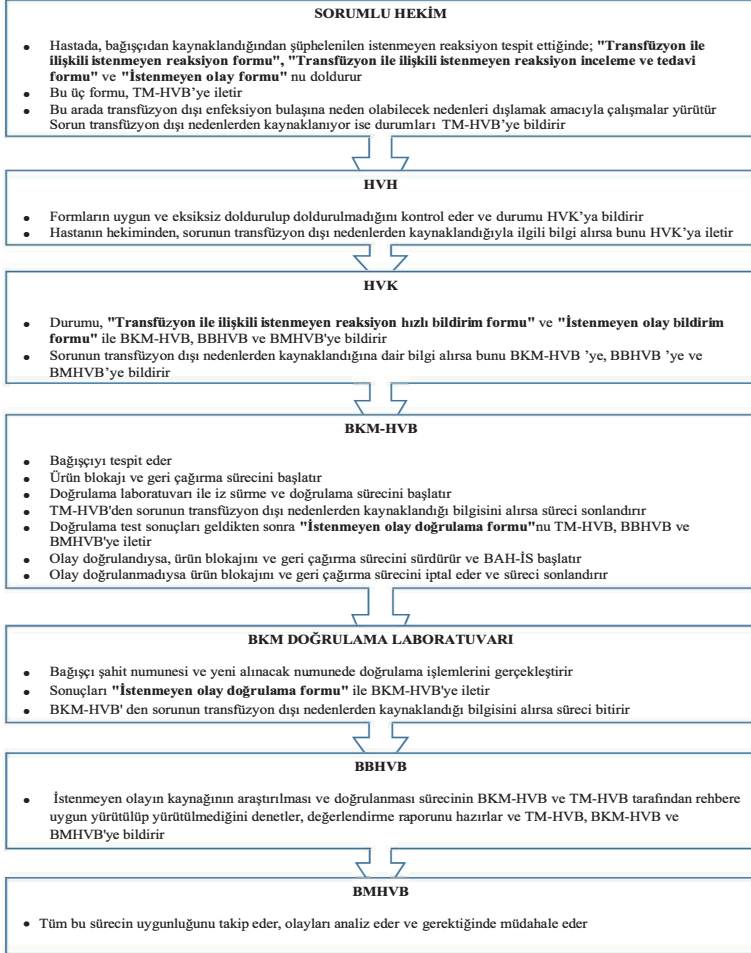 SORUMLU HEKİM
• Hastada, bağışçıdan kaynaklandığından şüphelenilen istenmeyen reaksiyon tespit ettiğinde; "Transfüzyon ile
ilişkili istenmeyen reaksiyon formu", "Transfüzyon ile ilişkili istenmeyen reaksiyon inceleme ve tedavi
formu" ve "İstenmeyen olay formu" nu doldurur
• Bu üç formu, TM-HVB'ye iletir
• Bu arada transfüzyon dışı enfeksiyon bulaşına neden olabilecek nedenleri dışlamak amacıyla çalışmalar yürütür
Sorun transfüzyon dışı nedenlerden kaynaklanıyor ise durumları TM-HVB'ye bildirir
HVH
• Formların uygun ve eksiksiz doldurulup doldurulmadığını kontrol eder ve durumu HVK'ya bildirir
• Hastanın hekiminden, sorunun transfüzyon dışı nedenlerden kaynaklandığıyla ilgili bilgi alırsa bunu HVK'ya iletir
HVK
• Durumu, "Transfüzyon ile ilişkili istenmeyen reaksiyon hızlı bildirim formu" ve "İstenmeyen olay bildirim
formu" ile BKM-HVB, BBHVB ve BMHVB'ye bildirir
• Sorunun transfüzyon dışı nedenlerden kaynaklandığına dair bilgi alırsa bunu BKM-HVB 'ye, BBHVB 'ye ve
BMHVB'ye bildirir
BKM-HVB
• Bağışçıyı tespit eder
• Ürün blokajı ve geri çağırma sürecini başlatır
• Doğrulama laboratuvarı ile iz sürme ve doğrulama sürecini başlatır
• TM-HVB'den sorunun transfüzyon dışı nedenlerden kaynaklandığı bilgisini alırsa süreci sonlandırır
• Doğrulama test sonuçları geldikten sonra "İstenmeyen olay doğrulama formu"nu TM-HVB, BBHVB ve
BMHVB'ye iletir
• Olay doğrulandıysa, ürün blokajını ve geri çağırma sürecini sürdürür ve BAH-İS başlatır
• Olay doğrulanmadıysa ürün blokajını ve geri çağırma sürecini iptal eder ve süreci sonlandırır
BKM DOĞRULAMA LABORATUVARI
• Bağışçı şahit numunesi ve yeni alınacak numunede doğrulama işlemlerini gerçekleştirir
• Sonuçları "İstenmeyen olay doğrulama formu" ile BKM-HVB'ye iletir
• BKM-HVB' den sorunun transfüzyon dışı nedenlerden kaynaklandığı bilgisini alırsa süreci bitirir
BBHVB
• İstenmeyen olayın kaynağının araştırılması ve doğrulanması sürecinin BKM-HVB ve TM-HVB tarafından rehbere
uygun yürütülüp yürütülmediğini denetler, değerlendirme raporunu hazırlar ve TM-HVB, BKM-HVB ve
BMHVB'ye bildirir
BMHVB
• Tüm bu sürecin uygunluğunu takip eder, olayları analiz eder ve gerektiğinde müdahale eder